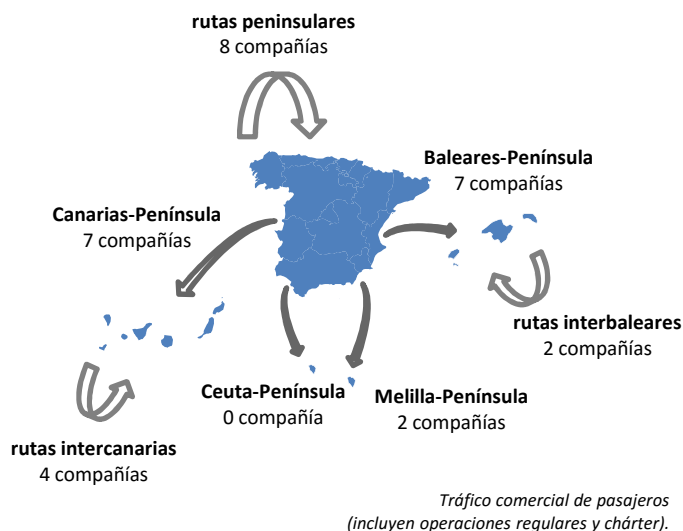 rutas peninsulares
8 compañías
Baleares-Península
7 compañías
Canarias-Península
7 compañías
rutas interbaleares
2 compañías
Ceuta-Península
0 compañía
Melilla-Península
2 compañías
rutas intercanarias
4 compañías
Tráfico comercial de pasajeros
(incluyen operaciones regulares y chárter).